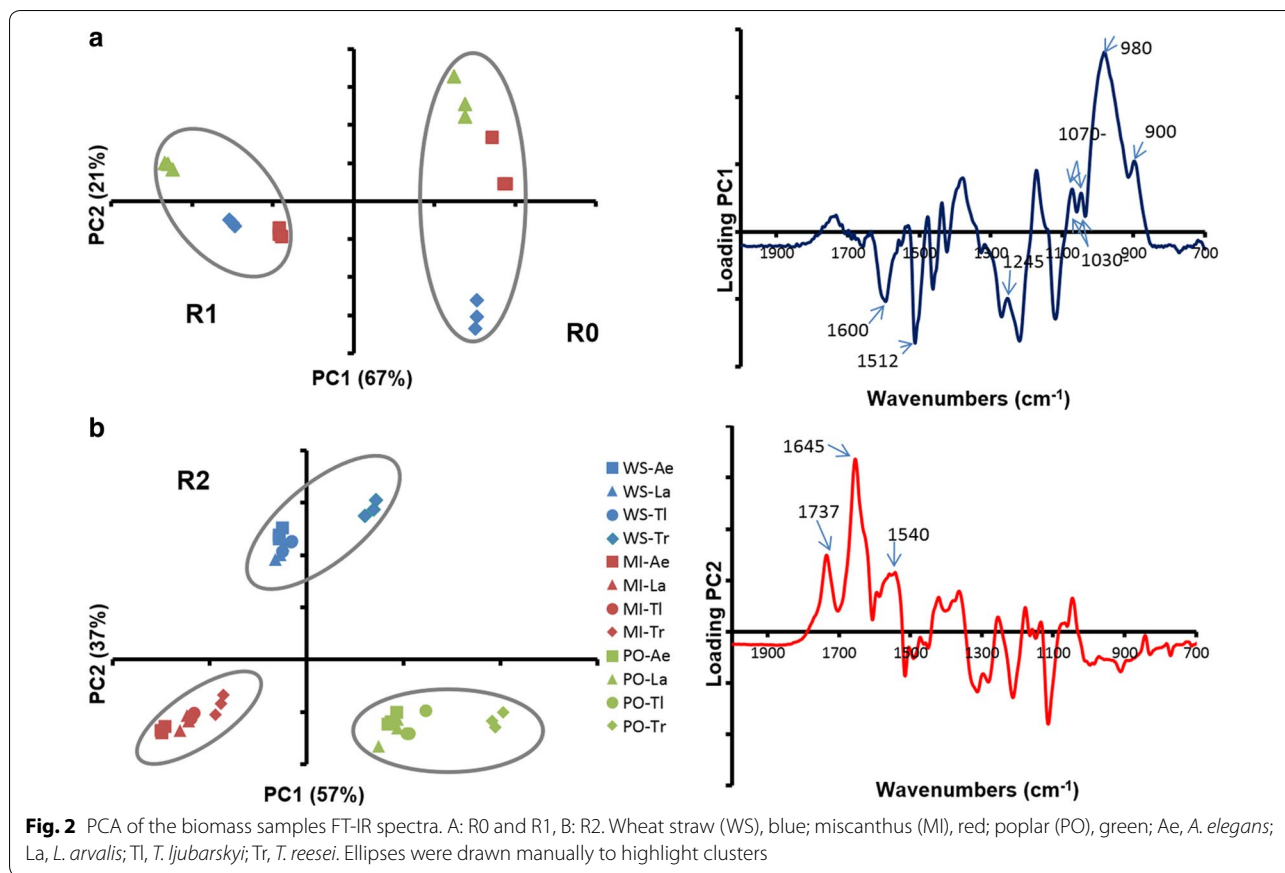 a
PC2 (21%)
R1
R0
PC1 (67%)
Loading PC1
980
1070-
900
1900
1700
1500
1245
1100
1030
900
700
1600
1512
Wavenumbers (cm-1)
b
R2
PC2 (37%)
PC1 (57%)
WS-Ae
WS-La
WS-Tl
WS-Tr
MI-Ae
MI-La
MI-Tl
MI-Tr
PO-Ae
PO-La
PO-Tl
PO-Tr
Loading PC2
1645
1737
1540
1900
1700
1500
1300
1100
900
700
Wavenumbers (cm-1)
Fig. 2 PCA of the biomass samples FT-IR spectra. A: R0 and R1, B: R2. Wheat straw (WS), blue; miscanthus (MI), red; poplar (PO), green; Ae, A. elegans;
La, L. arvalis; Tl, T. ljubarskyi; Tr, T. reesei. Ellipses were drawn manually to highlight clusters